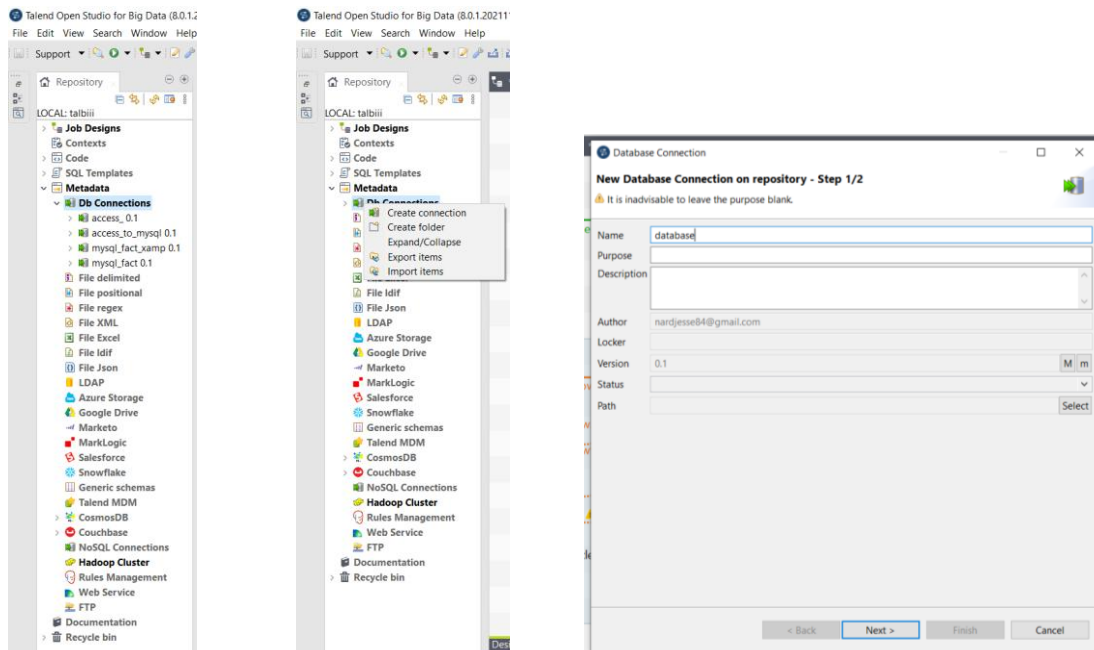 Talend Open Studio for Big Data (8.0.1.2
File Edit View Search Window Help
Support
Repository
LOCAL: talbiii
Job Designs
Contexts
Code
SQL Templates
Metadata
Db Connections
access_ 0.1
access_to_mysql 0.1
mysql_fact_xamp 0.1
mysql_fact 0.1
File delimited
File positional
File regex
File XML
File Excel
File ldif
File Json
LDAP
Azure Storage
Google Drive
Marketo
MarkLogic
Salesforce
Snowflake
Generic schemas
Talend MDM
CosmosDB
Couchbase
NoSQL Connections
Hadoop Cluster
Rules Management
Web Service
FTP
Documentation
Recycle bin
Talend Open Studio for Big Data (8.0.1.202111
File Edit View Search Window Help
Support
Repository
LOCAL: talbiii
Job Designs
Contexts
Code
SQL Templates
Metadata
Db Connections
Create connection
Create folder
Expand/Collapse
Export items
Import items
File ldif
File Json
LDAP
Azure Storage
Google Drive
Marketo
MarkLogic
Salesforce
Snowflake
Generic schemas
Talend MDM
CosmosDB
Couchbase
NoSQL Connections
Hadoop Cluster
Rules Management
Web Service
FTP
Documentation
Recycle bin
Desi
Database Connection
New Database Connection on repository - Step 1/2
It is inadvisable to leave the purpose blank.
Name database
Purpose
Description
Author nardjesse84@gmail.com
Locker
Version 0.1 M m
Status
Path Select
< Back Next > Finish Cancel